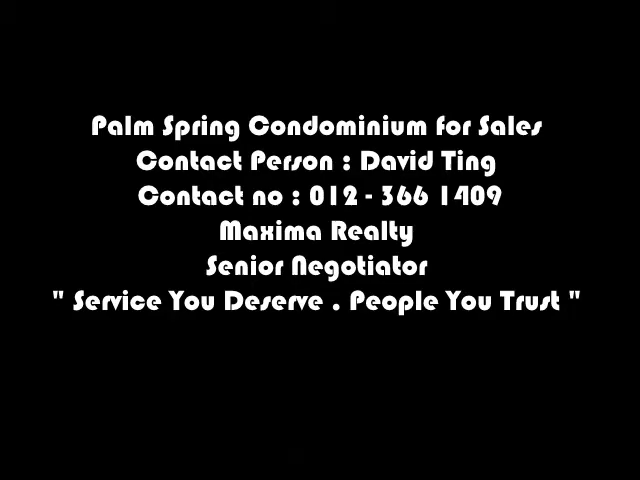 Palm Spring Condominium for Sales
Contact Person : David Ting
Contact no : 012 - 366 1409
Maxima Realty
Senior Negotiator
" Service You Deserve . People You Trust "